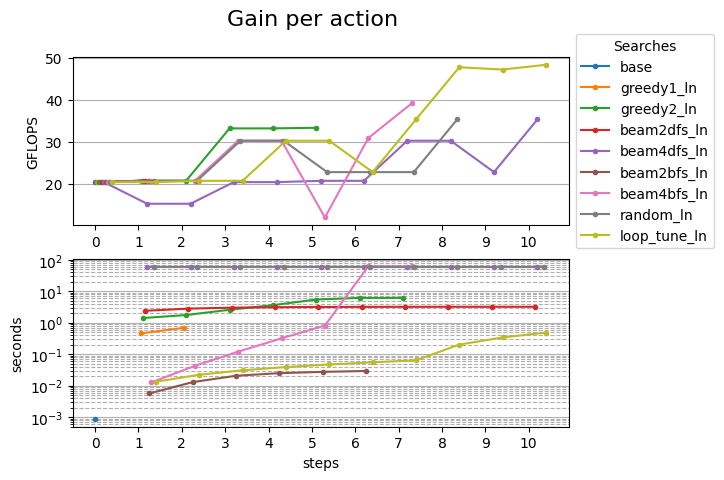 Gain per action
GFLOPS
50
40
30
20
0 1 2 3 4 5 6 7 8 9 10
Searches
base
greedy1_ln
greedy2_ln
beam2dfs_ln
beam4dfs_ln
beam2bfs_ln
beam4bfs_ln
random_ln
loop_tune_ln
seconds
10²
10¹
10⁰
10⁻¹
10⁻²
10⁻³
0 1 2 3 4 5 6 7 8 9 10
steps